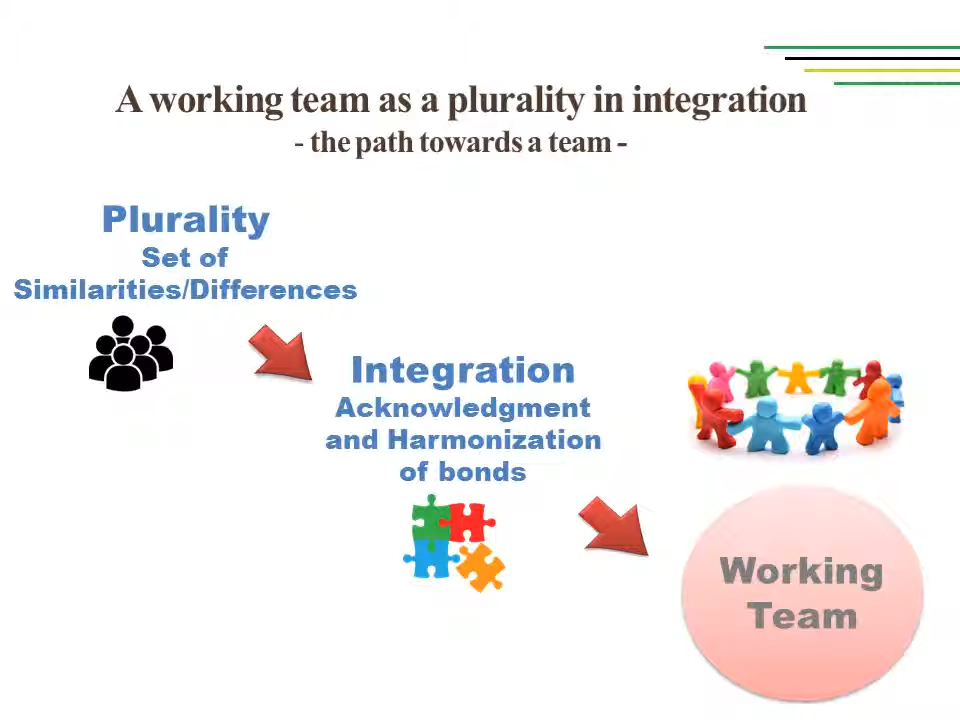 A working team as a plurality in integration
- the path towards a team -
Plurality
Set of
Similarities/Differences
Integration
Acknowledgment
and Harmonization
of bonds
Working
Team